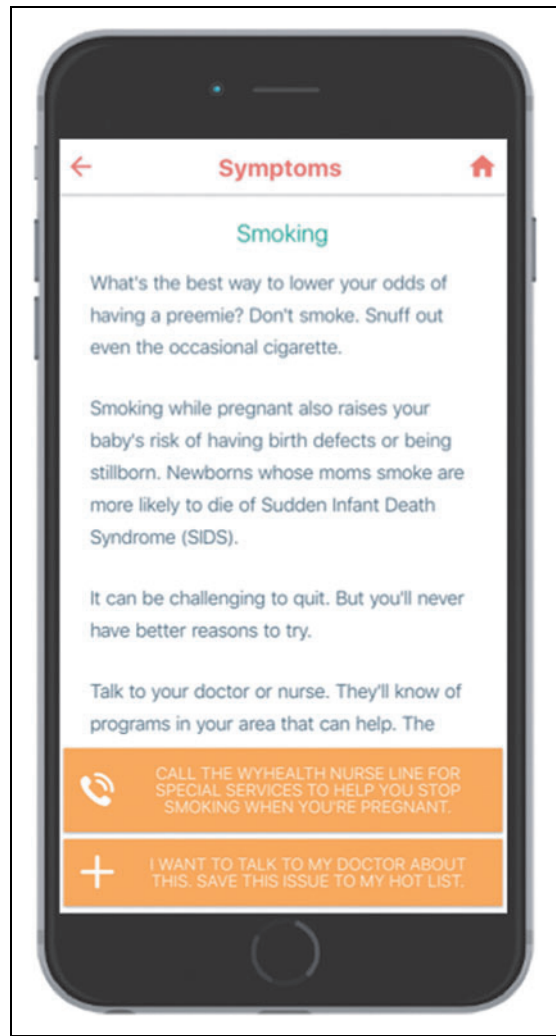 Symptoms
Smoking
What's the best way to lower your odds of
having a preemie? Don't smoke. Snuff out
even the occasional cigarette.
Smoking while pregnant also raises your
baby's risk of having birth defects or being
stillborn. Newborns whose moms smoke are
more likely to die of Sudden Infant Death
Syndrome (SIDS).
It can be challenging to quit. But you'll never
have better reasons to try.
Talk to your doctor or nurse. They'll know of
programs in your area that can help. The
CALL THE WYHEALTH NURSE LINE FOR
SPECIAL SERVICES TO HELP YOU STOP
SMOKING WHEN YOU'RE PREGNANT.
I WANT TO TALK TO MY DOCTOR ABOUT
THIS. SAVE THIS ISSUE TO MY HOT LIST.